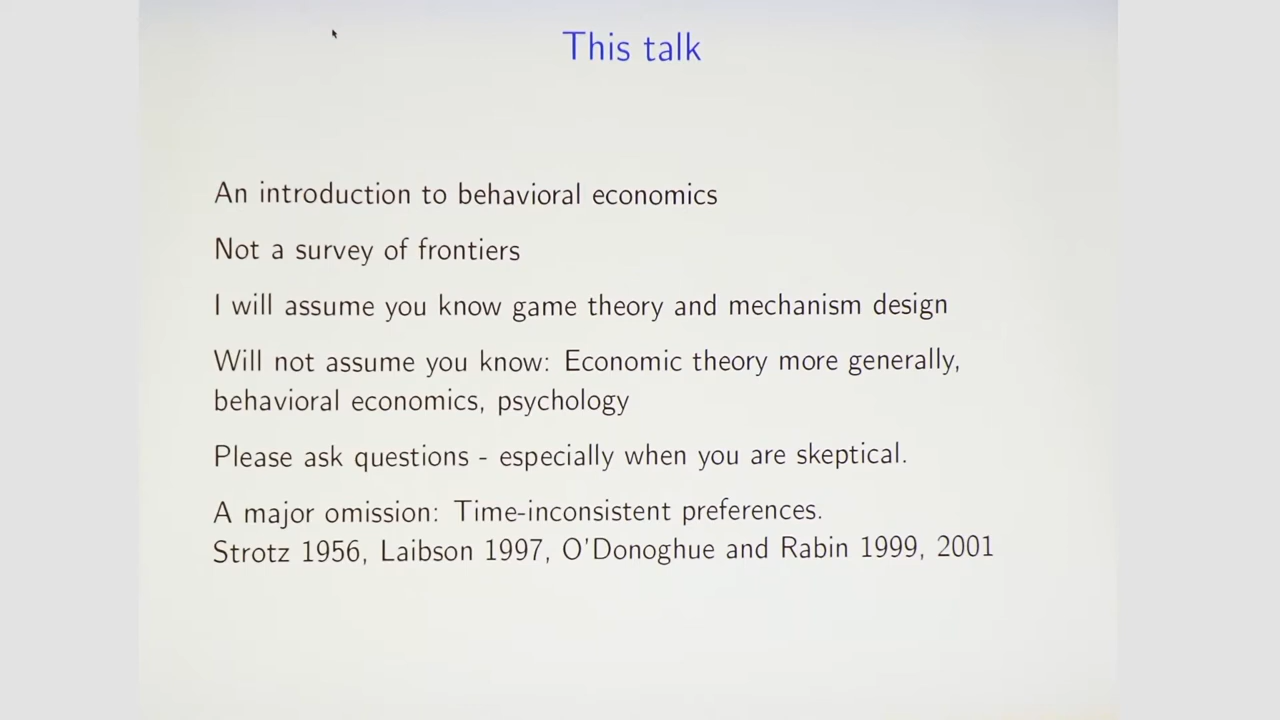 This talk
An introduction to behavioral economics
Not a survey of frontiers
I will assume you know game theory and mechanism design
Will not assume you know: Economic theory more generally,
behavioral economics, psychology
Please ask questions - especially when you are skeptical.
A major omission: Time-inconsistent preferences.
Strotz 1956, Laibson 1997, O'Donoghue and Rabin 1999, 2001